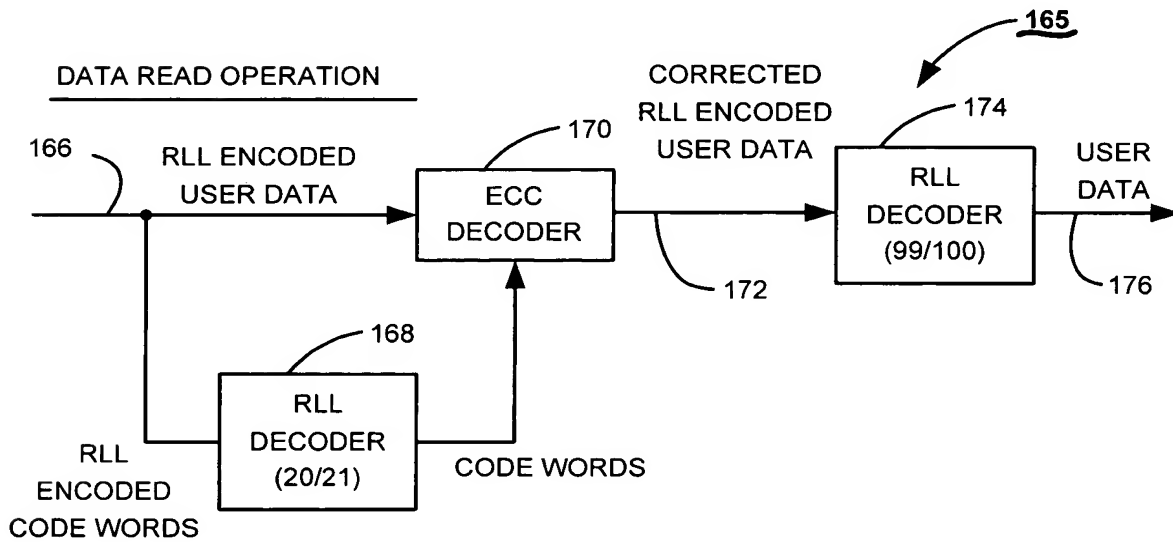 165
DATA READ OPERATION
166
RLL ENCODED
USER DATA
170
ECC
DECODER
CORRECTED
RLL ENCODED
USER DATA
172
174
RLL
DECODER
(99/100)
USER
DATA
176
168
RLL
DECODER
(20/21)
RLL
ENCODED
CODE WORDS
CODE WORDS